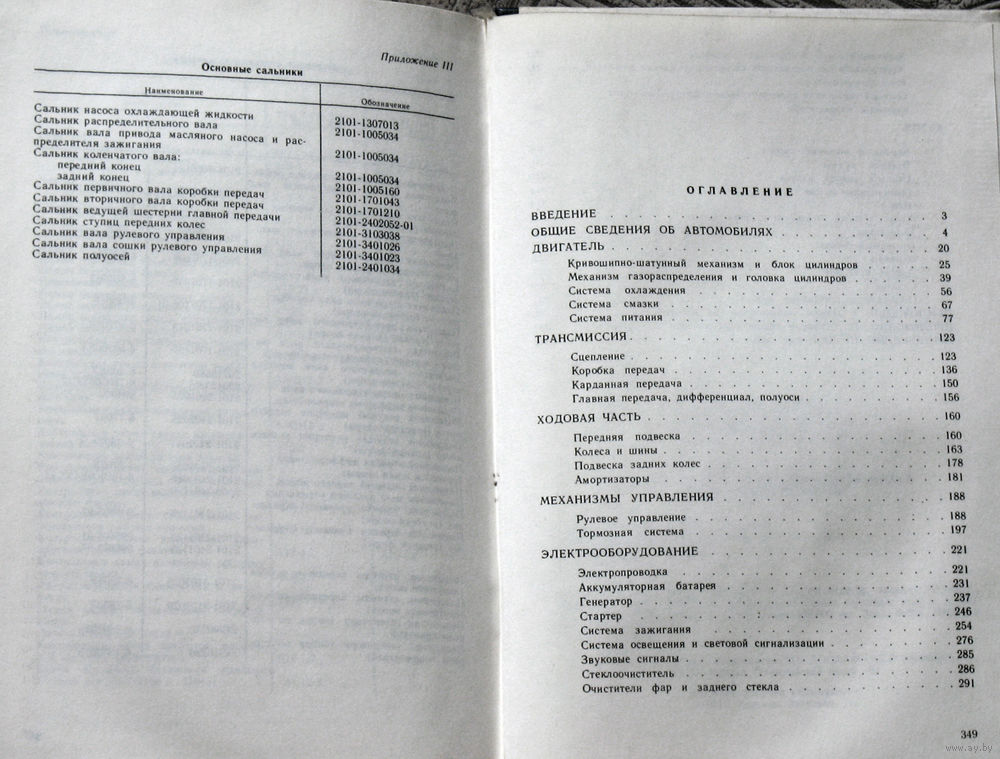 Приложение III
Основные сальники
Наименование Обозначение
Сальник насоса охлаждающей жидкости 2101-1307013
Сальник распределительного вала 2101-1005034
Сальник вала привода масляного насоса и рас-
пределителя зажигания 2101-1005034
Сальник коленчатого вала:
передний конец 2101-1005034
задний конец 2101-1005160
Сальник первичного вала коробки передач 2101-1701043
Сальник вторичного вала коробки передач 2101-1701210
Сальник ведущей шестерни главной передачи 2101-2402052-01
Сальник ступиц передних колес 2101-3103038
Сальник вала рулевого управления 2101-3401026
Сальник вала сошки рулевого управления 2101-3401023
Сальник полуосей 2101-2401034
ОГЛАВЛЕНИЕ
ВВЕДЕНИЕ . . . 3
ОБЩИЕ СВЕДЕНИЯ ОБ АВТОМОБИЛЯХ . . . 4
ДВИГАТЕЛЬ . . . 20
Кривошипно-шатунный механизм и блок цилиндров . . . 25
Механизм газораспределения и головка цилиндров . . . 39
Система охлаждения . . . 56
Система смазки . . . 67
Система питания . . . 77
ТРАНСМИССИЯ . . . 123
Сцепление . . . 123
Коробка передач . . . 136
Карданная передача . . . 150
Главная передача, дифференциал, полуоси . . . 156
ХОДОВАЯ ЧАСТЬ . . . 160
Передняя подвеска . . . 160
Колеса и шины . . . 163
Подвеска задних колес . . . 178
Амортизаторы . . . 181
МЕХАНИЗМЫ УПРАВЛЕНИЯ . . . 188
Рулевое управление . . . 188
Тормозная система . . . 197
ЭЛЕКТРООБОРУДОВАНИЕ . . . 221
Электропроводка . . . 221
Аккумуляторная батарея . . . 231
Генератор . . . 237
Стартер . . . 246
Система зажигания . . . 254
Система освещения и световой сигнализации . . . 276
Звуковые сигналы . . . 285
Стеклоочиститель . . . 286
Очистители фар и заднего стекла . . . 291
349
www.ay.by